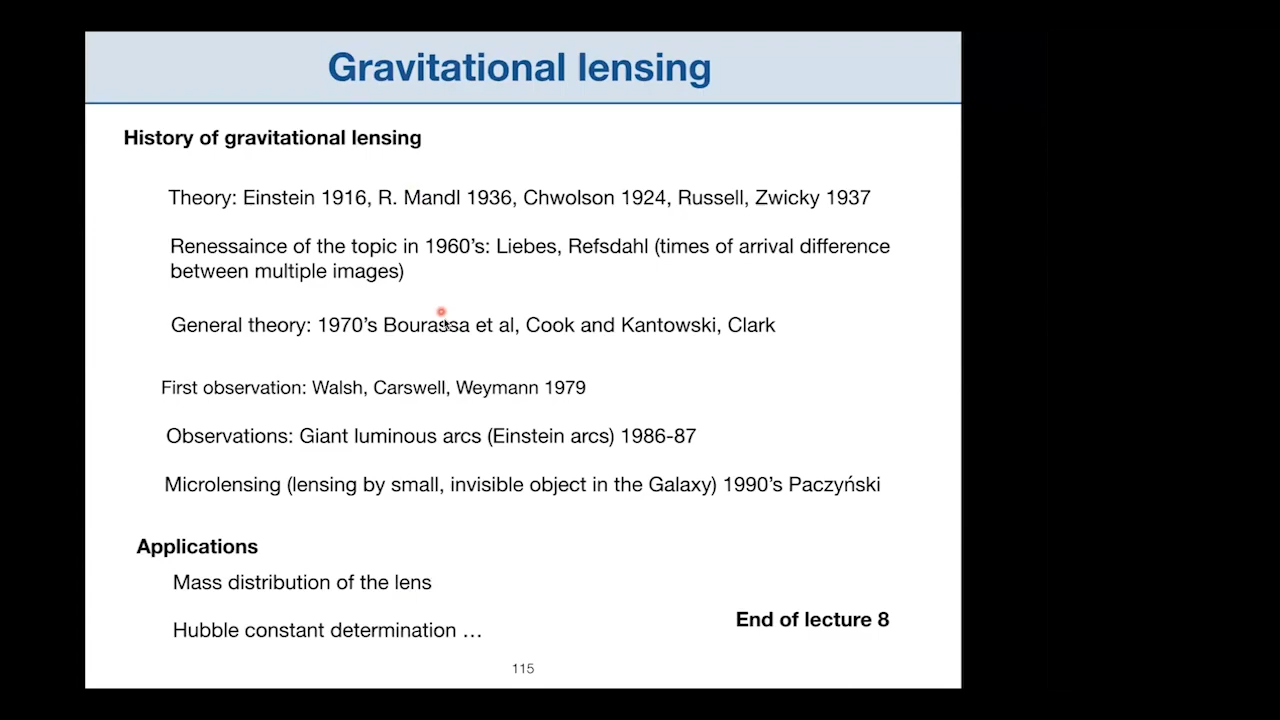 Gravitational lensing
History of gravitational lensing
Theory: Einstein 1916, R. Mandl 1936, Chwolson 1924, Russell, Zwicky 1937
Renessaince of the topic in 1960's: Liebes, Refsdahl (times of arrival difference
between multiple images)
General theory: 1970's Bourassa et al, Cook and Kantowski, Clark
First observation: Walsh, Carswell, Weymann 1979
Observations: Giant luminous arcs (Einstein arcs) 1986-87
Microlensing (lensing by small, invisible object in the Galaxy) 1990's Paczyński
Applications
Mass distribution of the lens
Hubble constant determination …
End of lecture 8
115